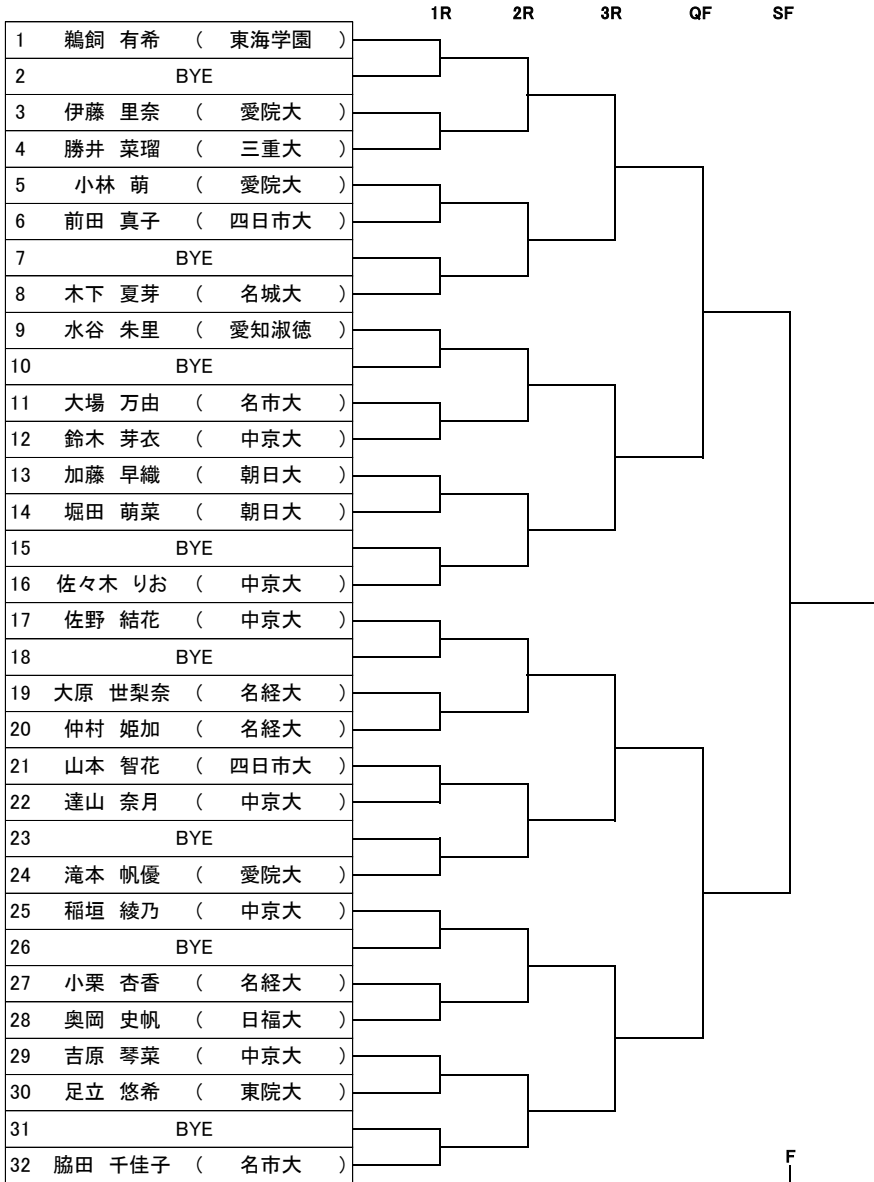 1R 2R 3R QF SF
1 鵜飼 有希 ( 東海学園 )
2 BYE
3 伊藤 里奈 ( 愛院大 )
4 勝井 菜瑠 ( 三重大 )
5 小林 萌 ( 愛院大 )
6 前田 真子 ( 四日市大 )
7 BYE
8 木下 夏芽 ( 名城大 )
9 水谷 朱里 ( 愛知淑徳 )
10 BYE
11 大場 万由 ( 名市大 )
12 鈴木 芽衣 ( 中京大 )
13 加藤 早織 ( 朝日大 )
14 堀田 萌菜 ( 朝日大 )
15 BYE
16 佐々木 りお ( 中京大 )
17 佐野 結花 ( 中京大 )
18 BYE
19 大原 世梨奈 ( 名経大 )
20 仲村 姫加 ( 名経大 )
21 山本 智花 ( 四日市大 )
22 達山 奈月 ( 中京大 )
23 BYE
24 滝本 帆優 ( 愛院大 )
25 稲垣 綾乃 ( 中京大 )
26 BYE
27 小栗 杏香 ( 名経大 )
28 奥岡 史帆 ( 日福大 )
29 吉原 琴菜 ( 中京大 )
30 足立 悠希 ( 東院大 )
31 BYE
32 脇田 千佳子 ( 名市大 )
F